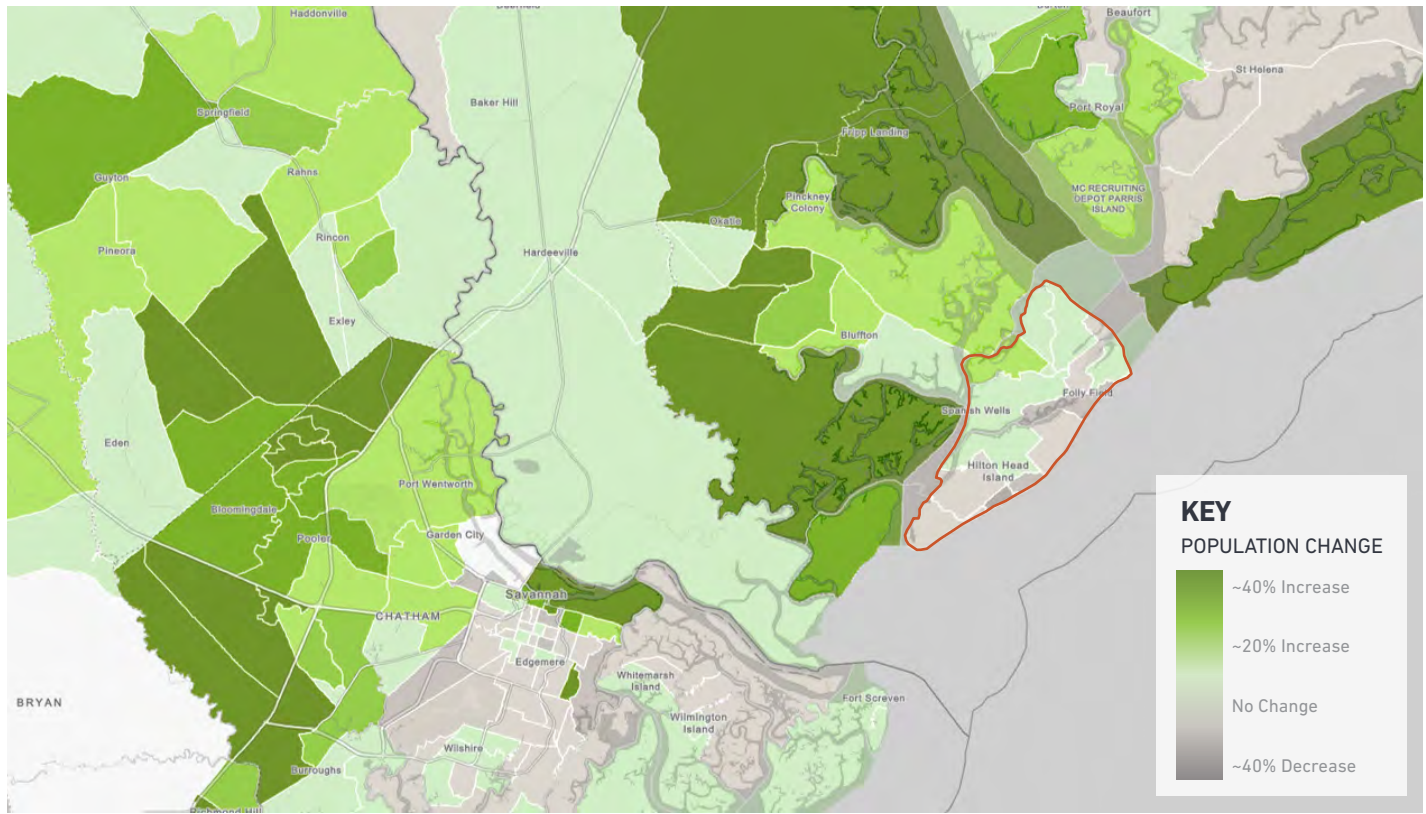 Haddonville
Beaufort
St Helena
Baker Hill
Port Royal
Springfield
Fripp Landing
Guyton
Rahns
Pinckney
Colony
MC RECRUITING
DEPOT PARRIS
ISLAND
Okatie
Rincon
Pineora
Hardeeville
Exley
Bluffton
Folly Field
Spanish Wells
Eden
Hilton Head
Island
Port Wentworth
Bloomingdale
Pooler
Garden City
Savannah
CHATHAM
Edgemere
Whitemarsh
Island
Fort Screven
BRYAN
Wilmington
Island
Wilshire
Burroughs
Richmond Hill
KEY
POPULATION CHANGE
~40% Increase
~20% Increase
No Change
~40% Decrease